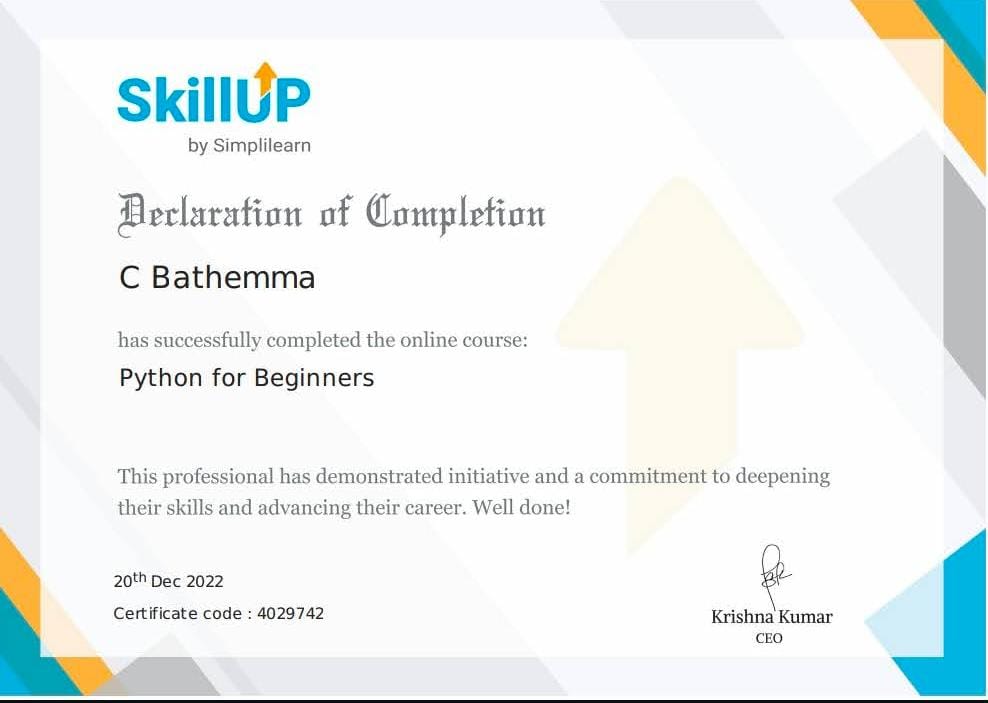 SkillUP
by Simplilearn
Declaration of Completion
C Bathemma
has successfully completed the online course:
Python for Beginners
This professional has demonstrated initiative and a commitment to deepening
their skills and advancing their career. Well done!
20th Dec 2022
Certificate code : 4029742
Krishna Kumar
CEO